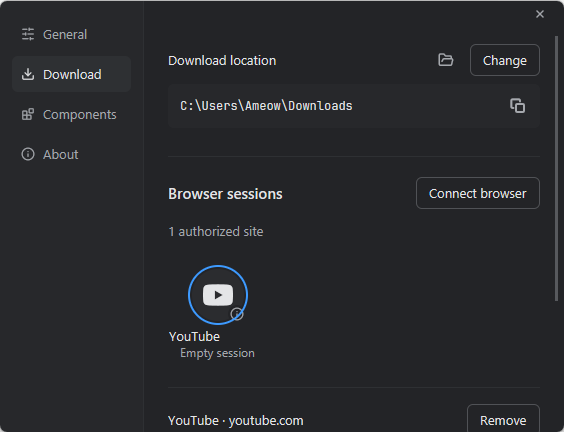 General
Download
Components
About
Download location
Change
C:\Users\Ameow\Downloads
Browser sessions
Connect browser
1 authorized site
YouTube
Empty session
YouTube · youtube.com
Remove